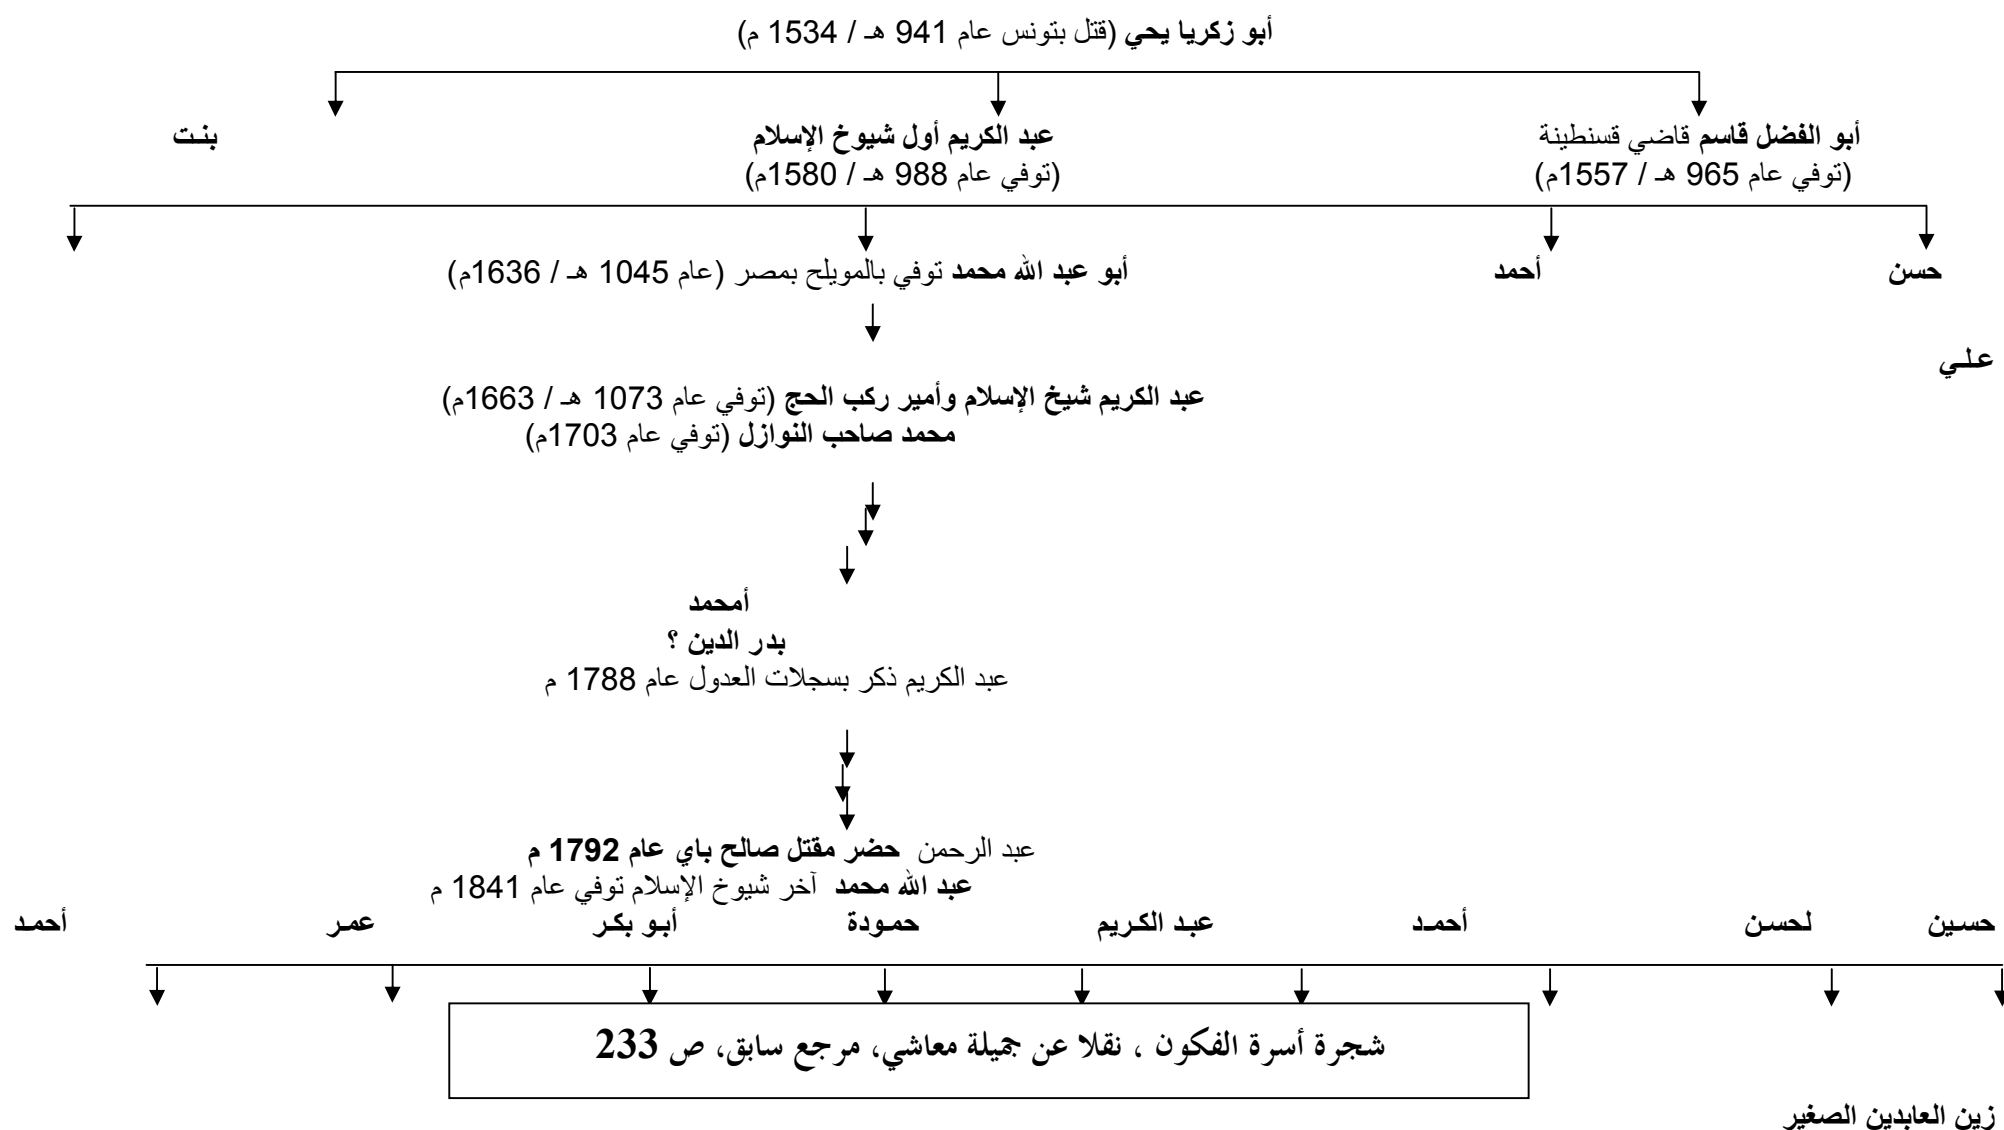 أبو زكريا يحي (قتل بتونس عام 941 هـ / 1534 م)
أبو الفضل قاسم قاضي قسنطينة
(توفي عام 965 هـ / 1557م)
عبد الكريم أول شيوخ الإسلام
(توفي عام 988 هـ / 1580م)
بنت
حسن
أحمد
أبو عبد الله محمد توفي بالمويلح بمصر (عام 1045 هـ / 1636م)
علي
عبد الكريم شيخ الإسلام وأمير ركب الحج (توفي عام 1073 هـ / 1663م)
محمد صاحب النوازل (توفي عام 1703م)
أمحمد
بدر الدين ؟
عبد الكريم ذكر بسجلات العدول عام 1788 م
عبد الرحمن حضر مقتل صالح باي عام 1792 م
عبد الله محمد آخر شيوخ الإسلام توفي عام 1841 م
حسين لحسن أحمد عبد الكريم حمودة أبو بكر عمر أحمد
شجرة أسرة الفكون ، نقلا عن جميلة معاشي، مرجع سابق، ص 233
زين العابدين الصغير